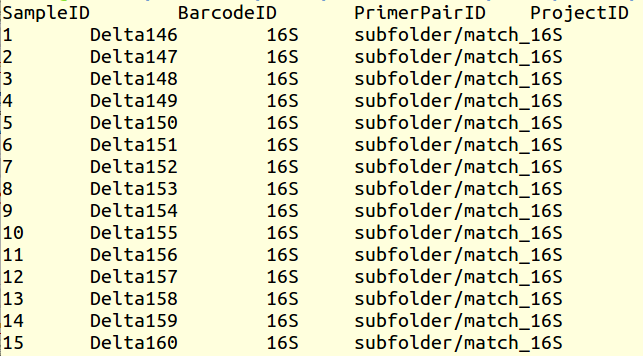 SampleID BarcodeID PrimerPairID ProjectID
1 Delta146 16S subfolder/match_16S
2 Delta147 16S subfolder/match_16S
3 Delta148 16S subfolder/match_16S
4 Delta149 16S subfolder/match_16S
5 Delta150 16S subfolder/match_16S
6 Delta151 16S subfolder/match_16S
7 Delta152 16S subfolder/match_16S
8 Delta153 16S subfolder/match_16S
9 Delta154 16S subfolder/match_16S
10 Delta155 16S subfolder/match_16S
11 Delta156 16S subfolder/match_16S
12 Delta157 16S subfolder/match_16S
13 Delta158 16S subfolder/match_16S
14 Delta159 16S subfolder/match_16S
15 Delta160 16S subfolder/match_16S